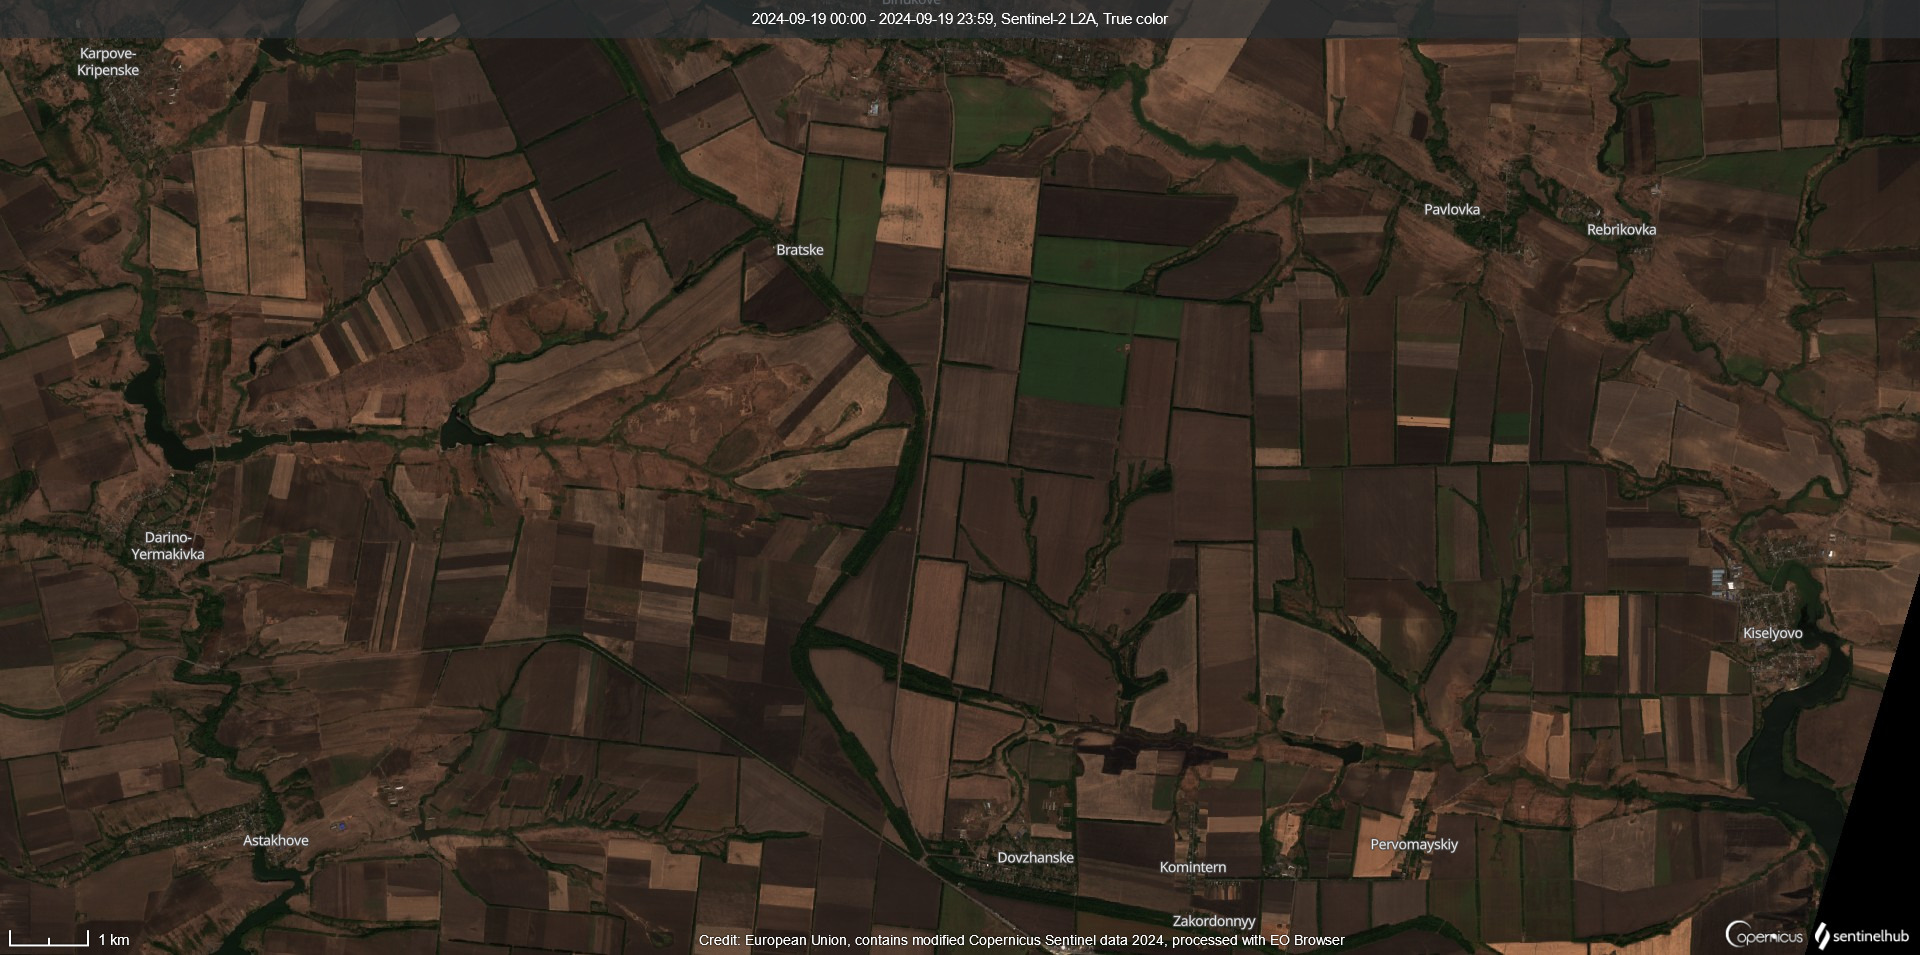 Biriukove
2024-09-19 00:00 - 2024-09-19 23:59, Sentinel-2 L2A, True color
Karpove-
Kripenske
Pavlovka
Rebrikovka
Bratske
Darino-
Yermakivka
Kiselyovo
Astakhove
Pervomayskiy
Dovzhanske
Komintern
Zakordonnyy
1 km
Credit: European Union, contains modified Copernicus Sentinel data 2024, processed with EO Browser
Copernicus
sentinelhub